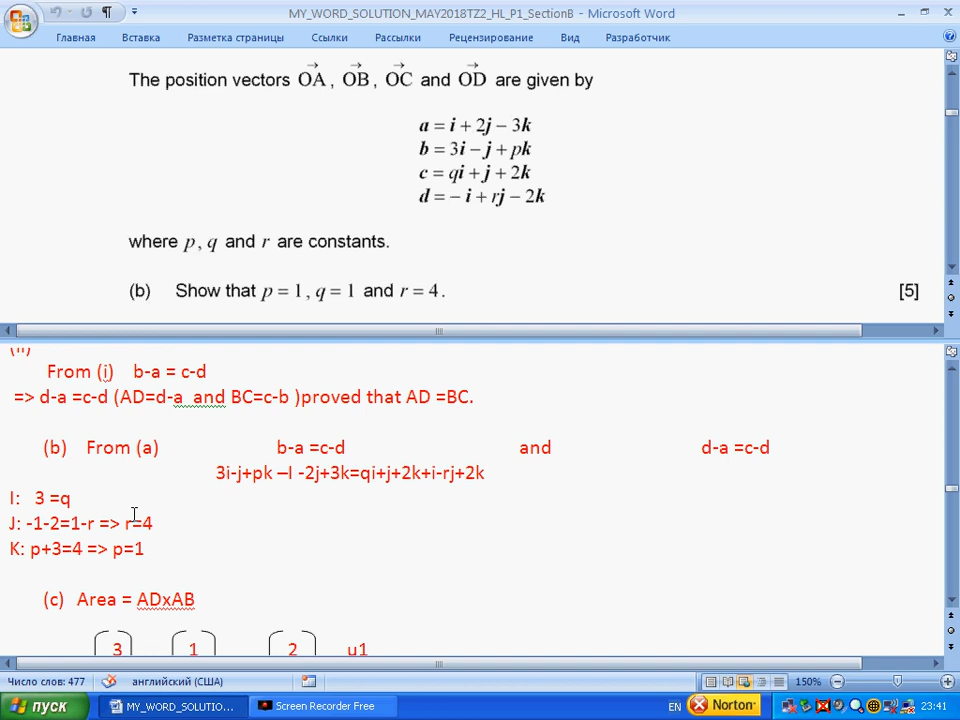 MY_WORD_SOLUTION_MAY2018TZ2_HL_P1_SectionB - Microsoft Word
Главная Вставка Разметка страницы Ссылки Рассылки Рецензирование Вид Разработчик
The position vectors OA, OB, OC and OD are given by
a = i + 2j − 3k
b = 3i − j + pk
c = qi + j + 2k
d = − i + rj − 2k
where p, q and r are constants.
(b) Show that p = 1, q = 1 and r = 4. [5]
(ii)
From (i) b-a = c-d
=> d-a =c-d (AD=d-a and BC=c-b )proved that AD =BC.
(b) From (a) b-a =c-d and d-a =c-d
3i-j+pk –I -2j+3k=qi+j+2k+i-rj+2k
I: 3 =q
J: -1-2=1-r => r=4
K: p+3=4 => p=1
(c) Area = ADxAB
3 1 2 u1
Число слов: 477 английский (США) 150%
пуск MY_WORD_SOLUTIO... Screen Recorder Free EN Norton 23:41